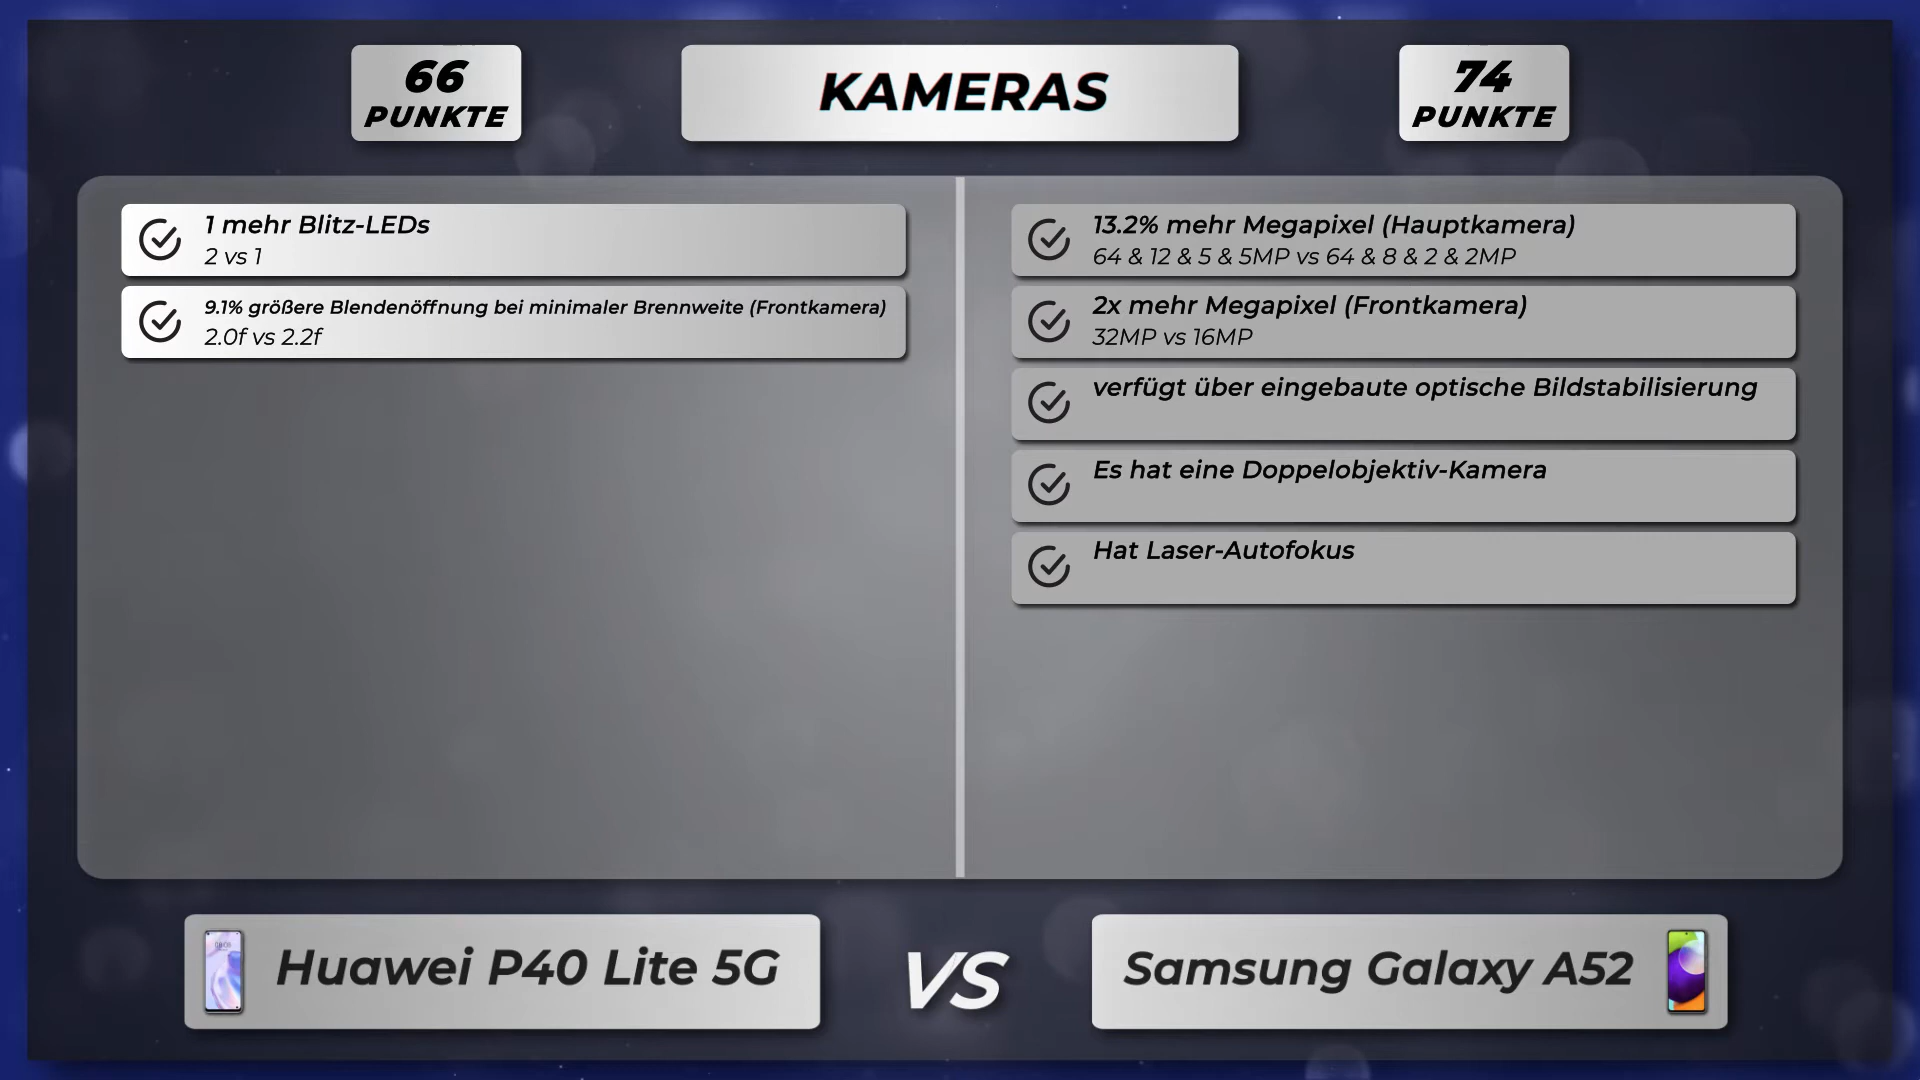 66
PUNKTE
KAMERAS
74
PUNKTE
1 mehr Blitz-LEDs
2 vs 1
9.1% größere Blendenöffnung bei minimaler Brennweite (Frontkamera)
2.0f vs 2.2f
13.2% mehr Megapixel (Hauptkamera)
64 & 12 & 5 & 5MP vs 64 & 8 & 2 & 2MP
2x mehr Megapixel (Frontkamera)
32MP vs 16MP
verfügt über eingebaute optische Bildstabilisierung
Es hat eine Doppelobjektiv-Kamera
Hat Laser-Autofokus
Huawei P40 Lite 5G
VS
Samsung Galaxy A52